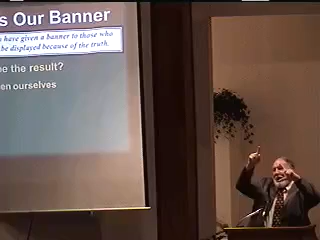 s Our Banner
have given a banner to those who
be displayed because of the truth.
e the result?
en ourselves